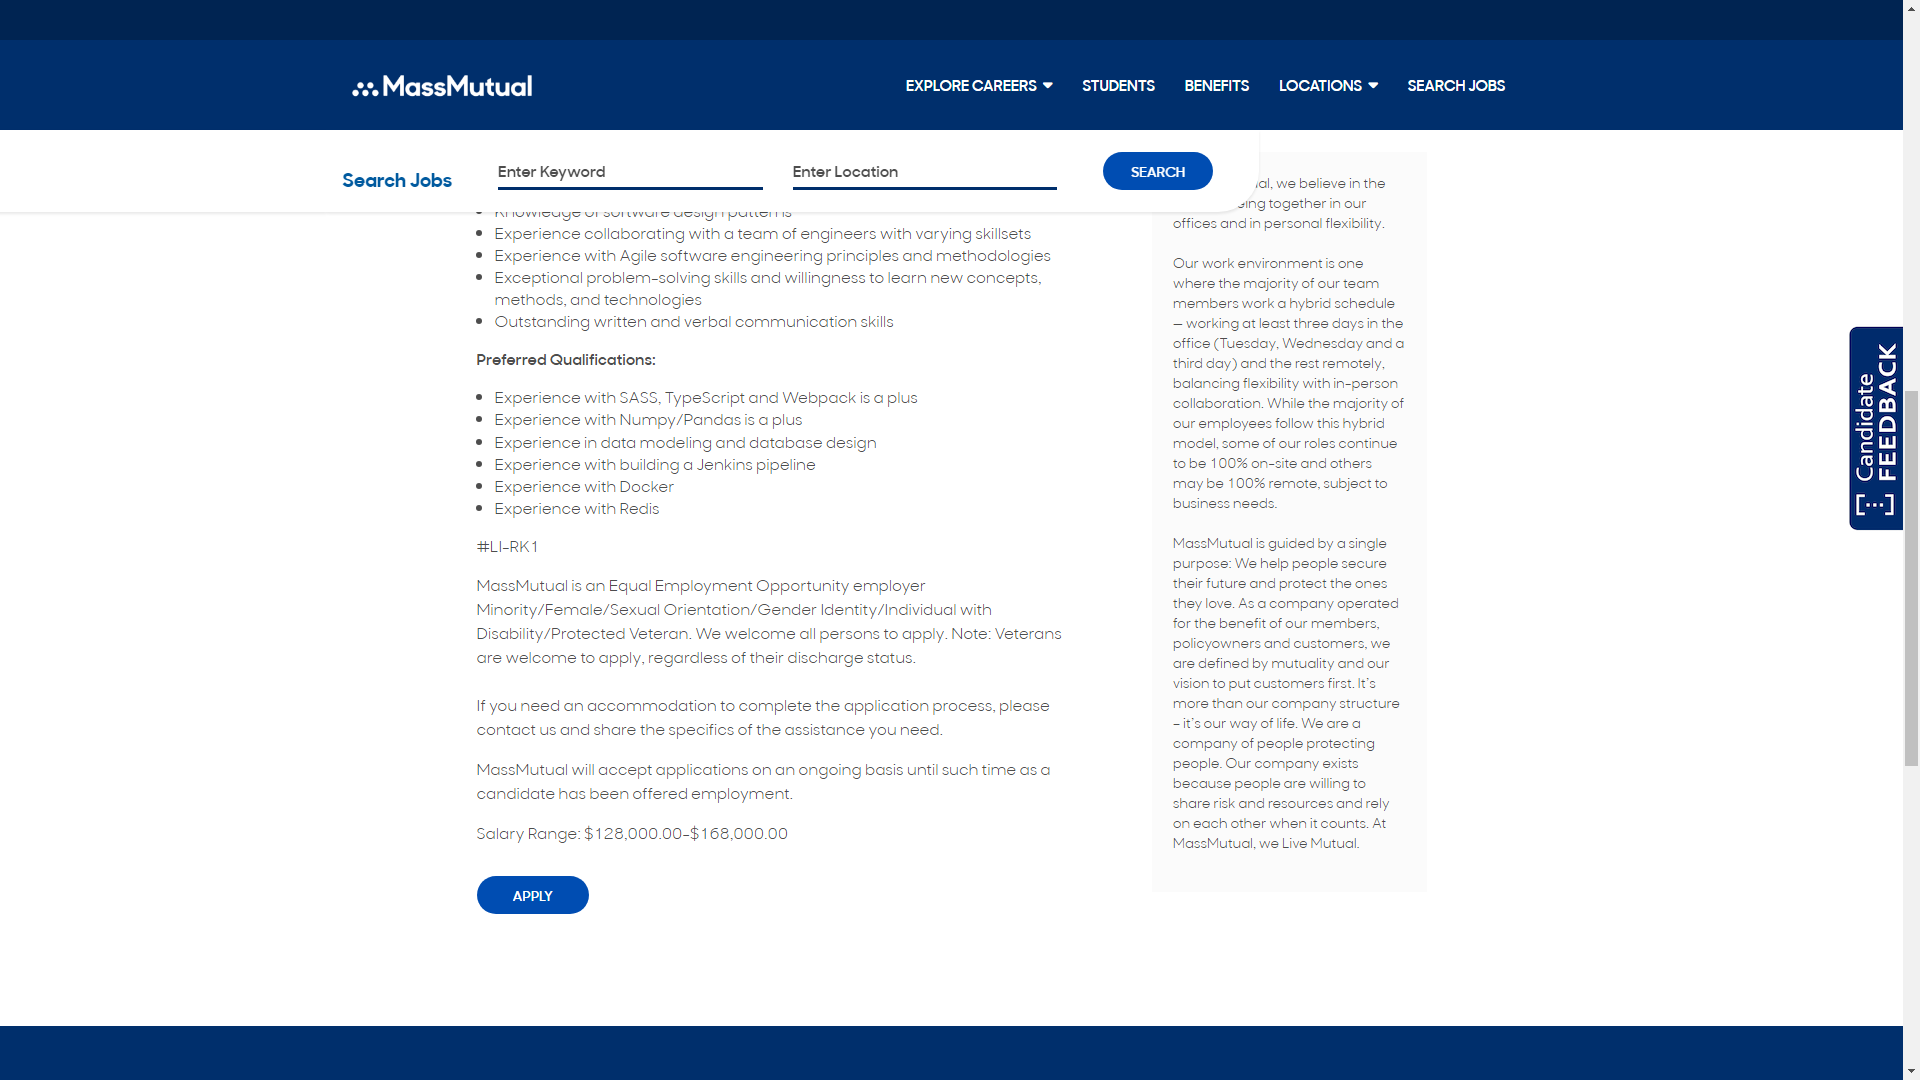 MassMutual
EXPLORE CAREERS
STUDENTS
BENEFITS
LOCATIONS
SEARCH JOBS
Search Jobs
Enter Keyword
Enter Location
SEARCH
Knowledge of software design patterns
Experience collaborating with a team of engineers with varying skillsets
Experience with Agile software engineering principles and methodologies
Exceptional problem-solving skills and willingness to learn new concepts,
methods, and technologies
Outstanding written and verbal communication skills
Preferred Qualifications:
Experience with SASS, TypeScript and Webpack is a plus
Experience with Numpy/Pandas is a plus
Experience in data modeling and database design
Experience with building a Jenkins pipeline
Experience with Docker
Experience with Redis
#LI-RK1
MassMutual is an Equal Employment Opportunity employer
Minority/Female/Sexual Orientation/Gender Identity/Individual with
Disability/Protected Veteran. We welcome all persons to apply. Note: Veterans
are welcome to apply, regardless of their discharge status.
If you need an accommodation to complete the application process, please
contact us and share the specifics of the assistance you need.
MassMutual will accept applications on an ongoing basis until such time as a
candidate has been offered employment.
Salary Range: $128,000.00-$168,000.00
APPLY
we believe in the
together in our
offices and in personal flexibility.
Our work environment is one
where the majority of our team
members work a hybrid schedule
— working at least three days in the
office (Tuesday, Wednesday and a
third day) and the rest remotely,
balancing flexibility with in-person
collaboration. While the majority of
our employees follow this hybrid
model, some of our roles continue
to be 100% on-site and others
may be 100% remote, subject to
business needs.
MassMutual is guided by a single
purpose: We help people secure
their future and protect the ones
they love. As a company operated
for the benefit of our members,
policyowners and customers, we
are defined by mutuality and our
vision to put customers first. It's
more than our company structure
– it's our way of life. We are a
company of people protecting
people. Our company exists
because people are willing to
share risk and resources and rely
on each other when it counts. At
MassMutual, we Live Mutual.
Candidate
FEEDBACK